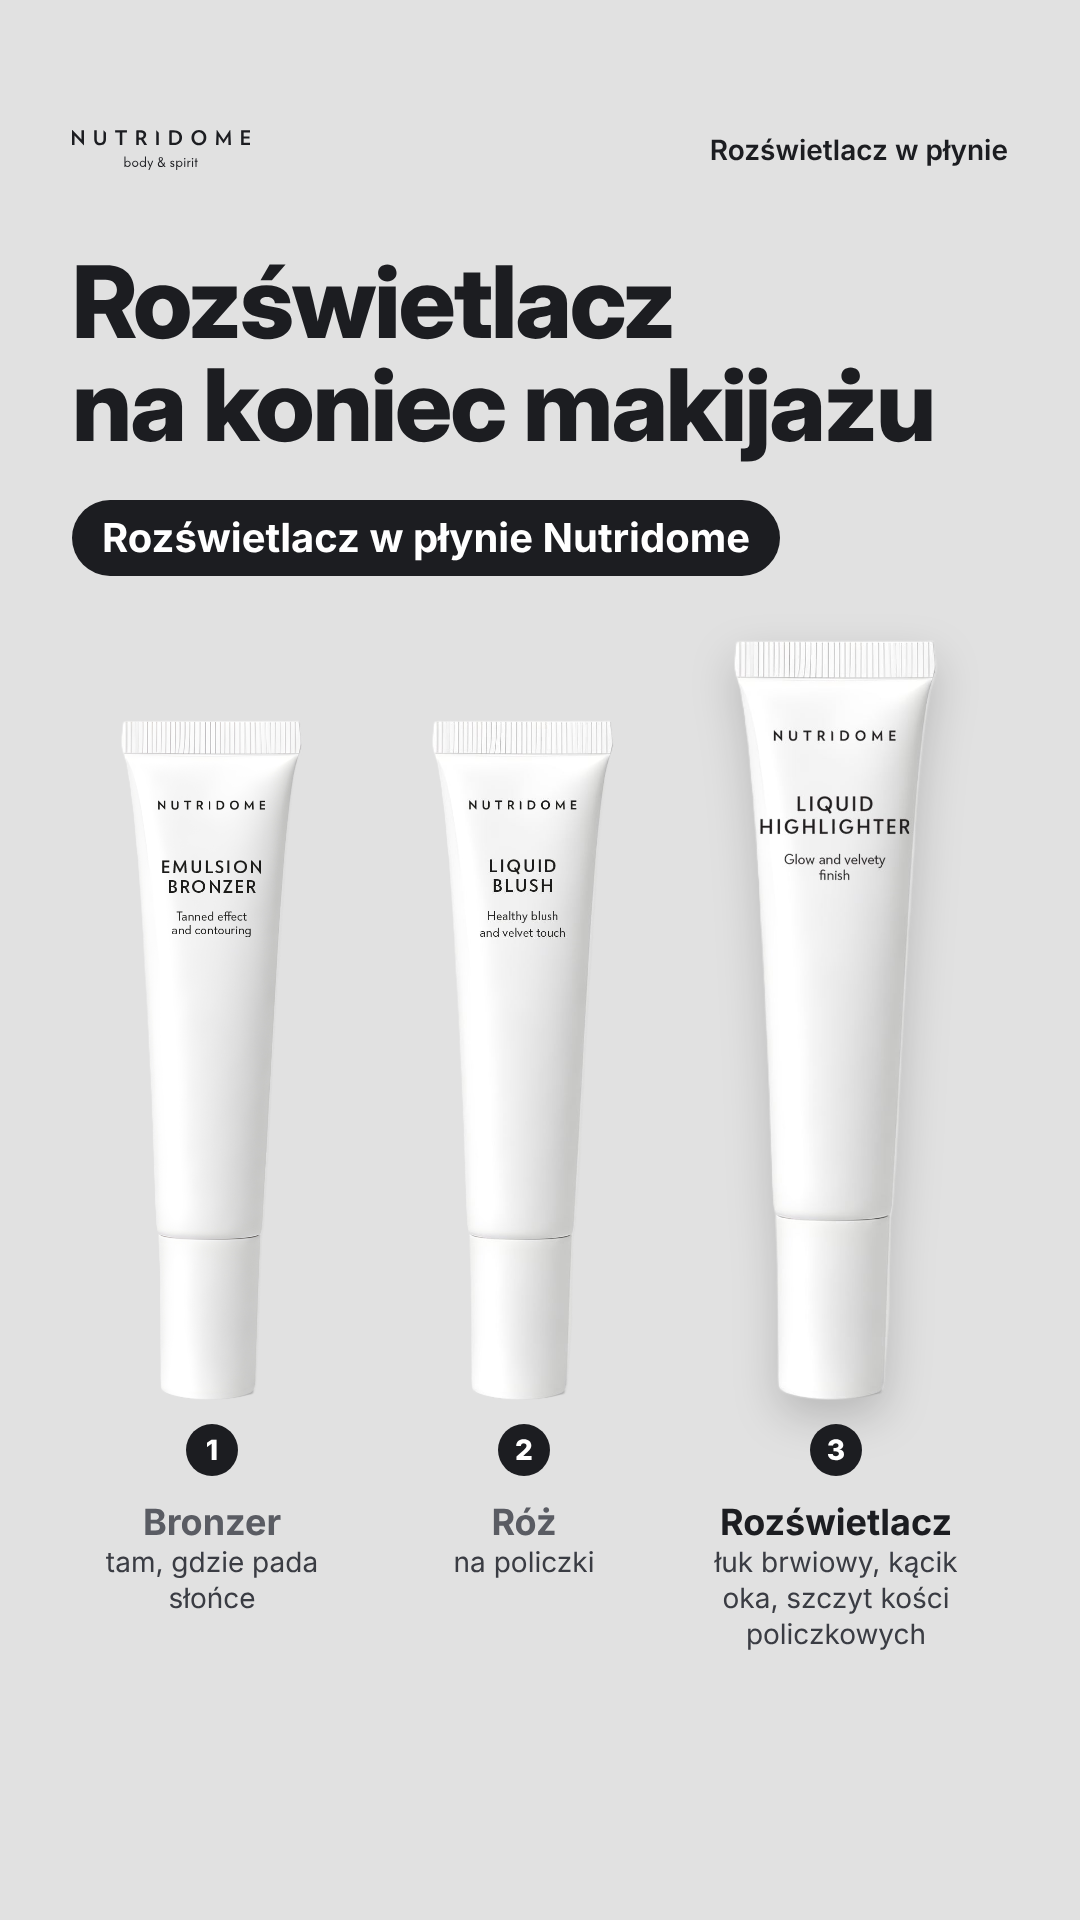 NUTRIDOME
body & spirit
Rozświetlacz w płynie
Rozświetlacz
na koniec makijażu
Rozświetlacz w płynie Nutridome
NUTRIDOME
EMULSION
BRONZER
Tanned effect
and contouring
NUTRIDOME
LIQUID
BLUSH
Healthy blush
and velvet touch
NUTRIDOME
LIQUID
HIGHLIGHTER
Glow and velvety
finish
1
Bronzer
tam, gdzie pada
słońce
2
Róż
na policzki
3
Rozświetlacz
łuk brwiowy, kącik
oka, szczyt kości
policzkowych